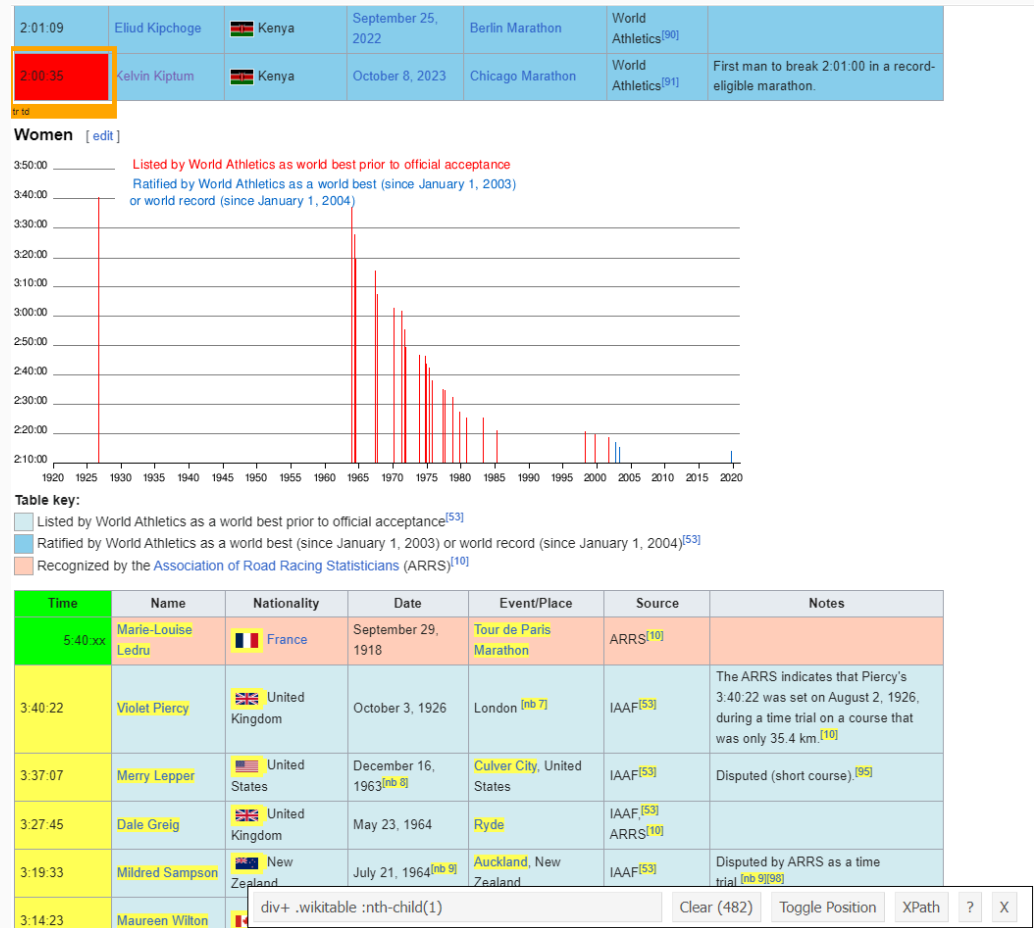 2:01:09 Eliud Kipchoge Kenya September 25, 2022 Berlin Marathon World Athletics[90]
2:00:35 Kelvin Kiptum Kenya October 8, 2023 Chicago Marathon World Athletics[91] First man to break 2:01:00 in a record-eligible marathon.
tr td
Women [ edit ]
3:50:00
Listed by World Athletics as world best prior to official acceptance
Ratified by World Athletics as a world best (since January 1, 2003)
3:40:00
or world record (since January 1, 2004)
3:30:00
3:20:00
3:10:00
3:00:00
2:50:00
2:40:00
2:30:00
2:20:00
2:10:00
1920 1925 1930 1935 1940 1945 1950 1955 1960 1965 1970 1975 1980 1985 1990 1995 2000 2005 2010 2015 2020
Table key:
Listed by World Athletics as a world best prior to official acceptance[53]
Ratified by World Athletics as a world best (since January 1, 2003) or world record (since January 1, 2004)[53]
Recognized by the Association of Road Racing Statisticians (ARRS)[10]
Time Name Nationality Date Event/Place Source Notes
5:40:xx Marie-Louise Ledru France September 29, 1918 Tour de Paris Marathon ARRS[10]
3:40:22 Violet Piercy United Kingdom October 3, 1926 London [nb 7] IAAF[53] The ARRS indicates that Piercy's 3:40:22 was set on August 2, 1926, during a time trial on a course that was only 35.4 km.[10]
3:37:07 Merry Lepper United States December 16, 1963[nb 8] Culver City, United States IAAF[53] Disputed (short course).[95]
3:27:45 Dale Greig United Kingdom May 23, 1964 Ryde IAAF,[53] ARRS[10]
3:19:33 Mildred Sampson New Zealand July 21, 1964[nb 9] Auckland, New Zealand IAAF[53] Disputed by ARRS as a time trial.[nb 9][98]
3:14:23 Maureen Wilton
div+ .wikitable :nth-child(1) Clear (482) Toggle Position XPath ? X